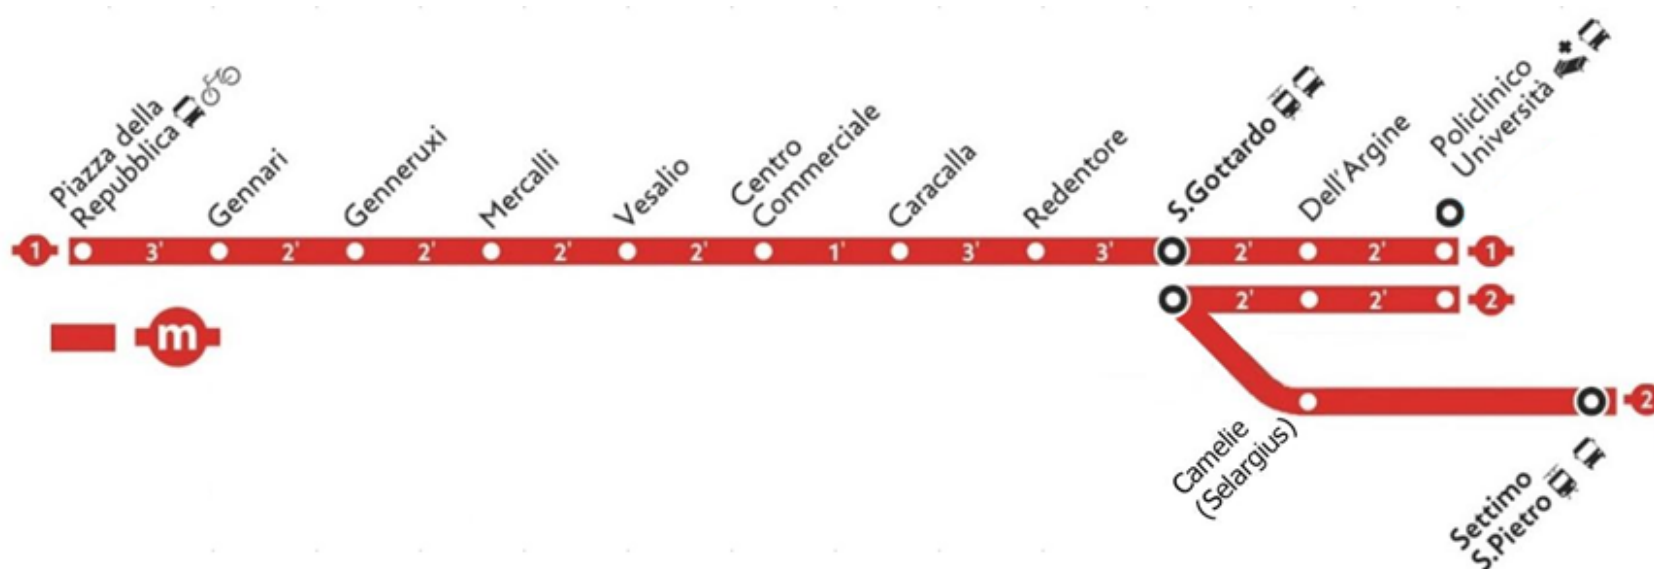 Piazza della
Repubblica
Gennari
Genneruxi
Mercalli
Vesalio
Centro
Commerciale
Caracalla
Redentore
S.Gottardo
Dell'Argine
Policlinico
Università
1 3' 2' 2' 2' 2' 1' 3' 3' 2' 2' 1
2' 2' 2
m
2
Camelie
(Selargius)
Settimo
S.Pietro